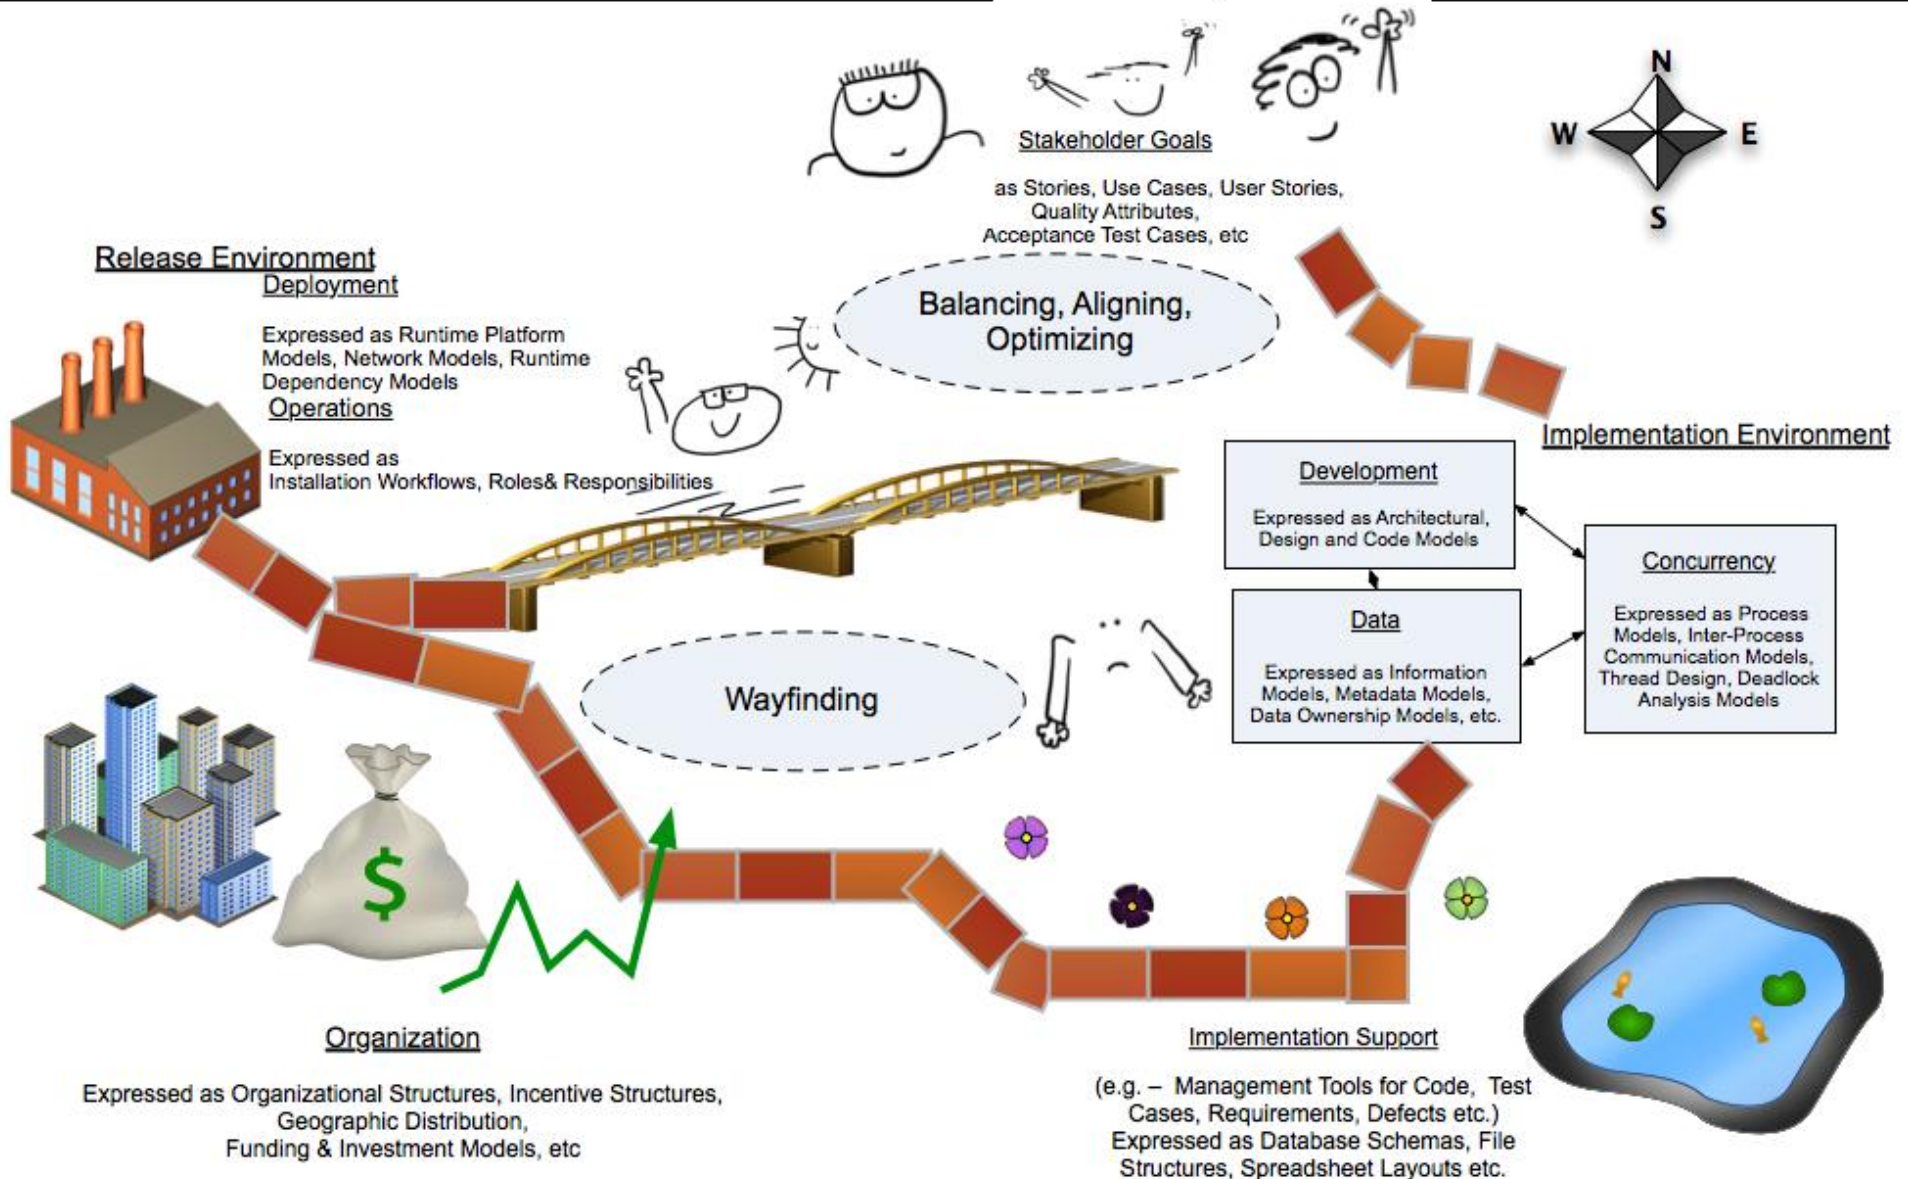 N
W
E
S
Stakeholder Goals
as Stories, Use Cases, User Stories,
Quality Attributes,
Acceptance Test Cases, etc
Balancing, Aligning,
Optimizing
Release Environment
Deployment
Expressed as Runtime Platform
Models, Network Models, Runtime
Dependency Models
Operations
Expressed as
Installation Workflows, Roles& Responsibilities
Implementation Environment
Development
Expressed as Architectural,
Design and Code Models
Concurrency
Expressed as Process
Models, Inter-Process
Communication Models,
Thread Design, Deadlock
Analysis Models
Data
Expressed as Information
Models, Metadata Models,
Data Ownership Models, etc.
Wayfinding
$
Organization
Expressed as Organizational Structures, Incentive Structures,
Geographic Distribution,
Funding & Investment Models, etc
Implementation Support
(e.g. – Management Tools for Code, Test
Cases, Requirements, Defects etc.)
Expressed as Database Schemas, File
Structures, Spreadsheet Layouts etc.